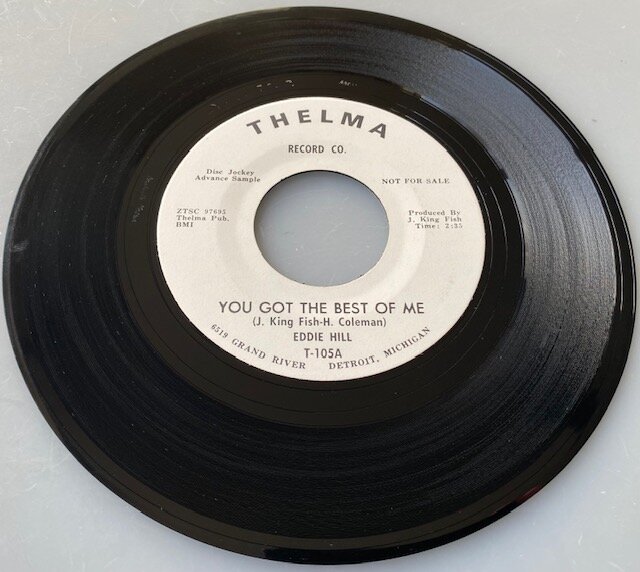 THELMA
RECORD CO.
Disc Jockey
Advance Sample
NOT FOR SALE
ZTSC 97695
Thelma Pub.
BMI
Produced By
J. King Fish
Time: 2:35
YOU GOT THE BEST OF ME
(J. King Fish-H. Coleman)
EDDIE HILL
T-105A
6519 GRAND RIVER DETROIT, MICHIGAN